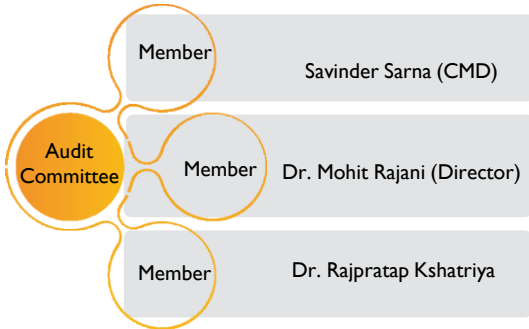 Member
Savinder Sarna (CMD)
Audit
Committee
Member
Dr. Mohit Rajani (Director)
Member
Dr. Rajpratap Kshatriya